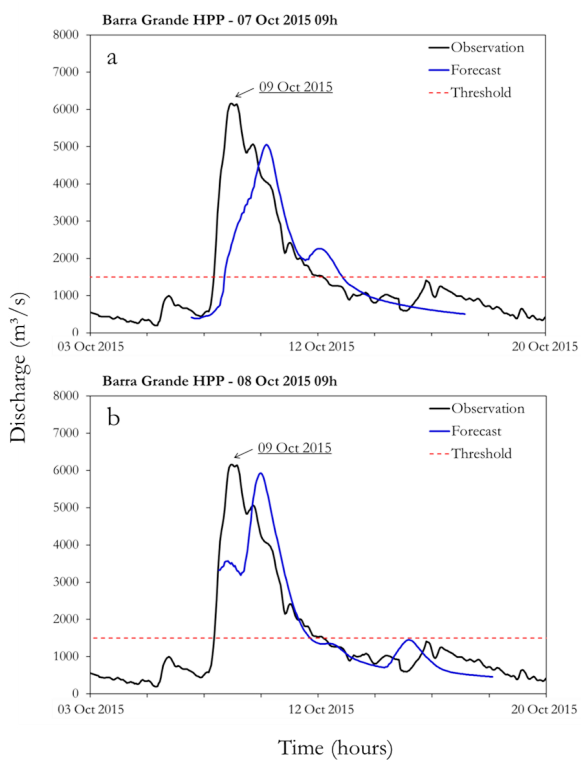 Barra Grande HPP - 07 Oct 2015 09h
8000
7000
6000
5000
4000
3000
2000
1000
0
a
09 Oct 2015
Observation
Forecast
Threshold
03 Oct 2015
12 Oct 2015
20 Oct 2015
Discharge (m³/s)
Barra Grande HPP - 08 Oct 2015 09h
8000
7000
6000
5000
4000
3000
2000
1000
0
b
09 Oct 2015
Observation
Forecast
Threshold
03 Oct 2015
12 Oct 2015
20 Oct 2015
Time (hours)